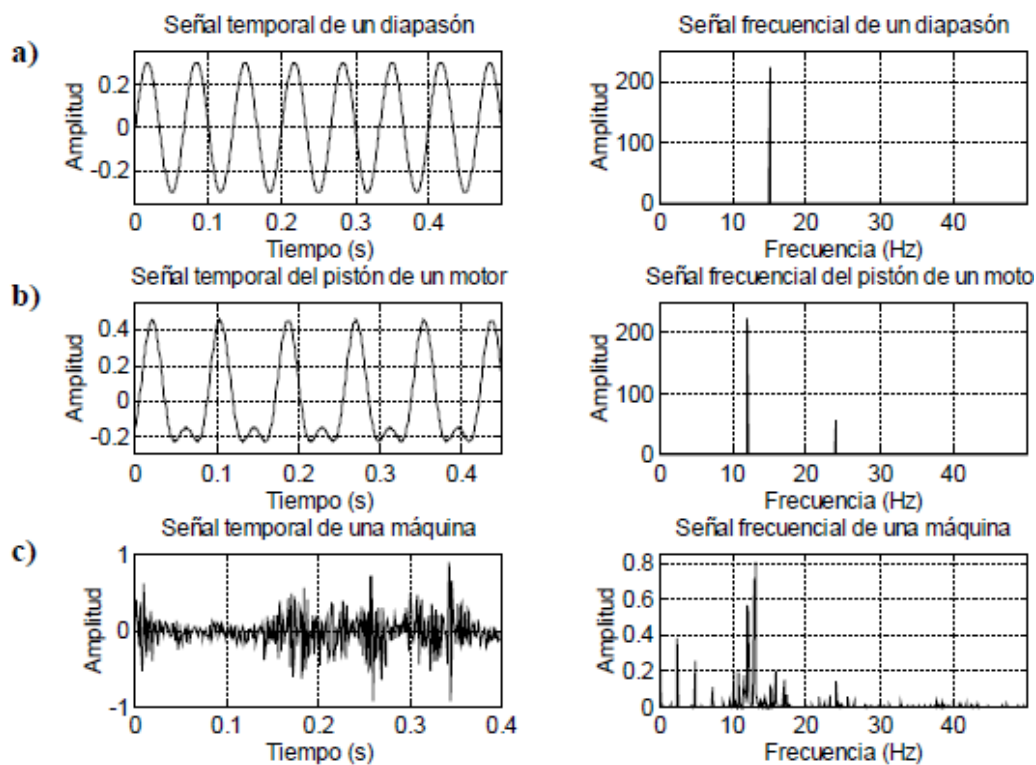 Señal temporal de un diapasón
Señal frecuencial de un diapasón
a)
Amplitud
0.2
0
-0.2
0 0.1 0.2 0.3 0.4
Tiempo (s)
Amplitud
200
100
0
0 10 20 30 40
Frecuencia (Hz)
Señal temporal del pistón de un motor
Señal frecuencial del pistón de un moto
b)
Amplitud
0.4
0.2
0
-0.2
0 0.1 0.2 0.3 0.4
Tiempo (s)
Amplitud
200
100
0
0 10 20 30 40
Frecuencia (Hz)
Señal temporal de una máquina
Señal frecuencial de una máquina
c)
Amplitud
1
0
-1
0 0.1 0.2 0.3 0.4
Tiempo (s)
Amplitud
0.8
0.6
0.4
0.2
0
0 10 20 30 40
Frecuencia (Hz)